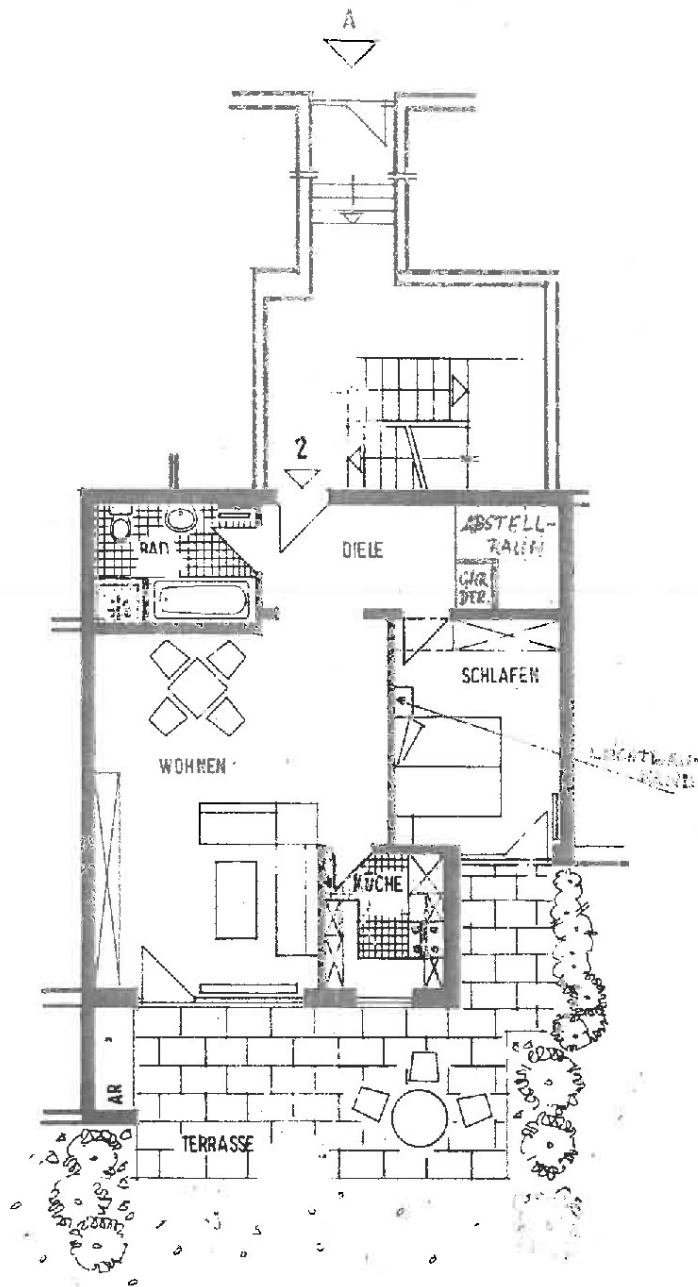 A
2
BAD
DIELE
ABSTELL-
RAUM
GAR
DER.
SCHLAFEN
WOHNEN
KÜCHE
AR
TERRASSE